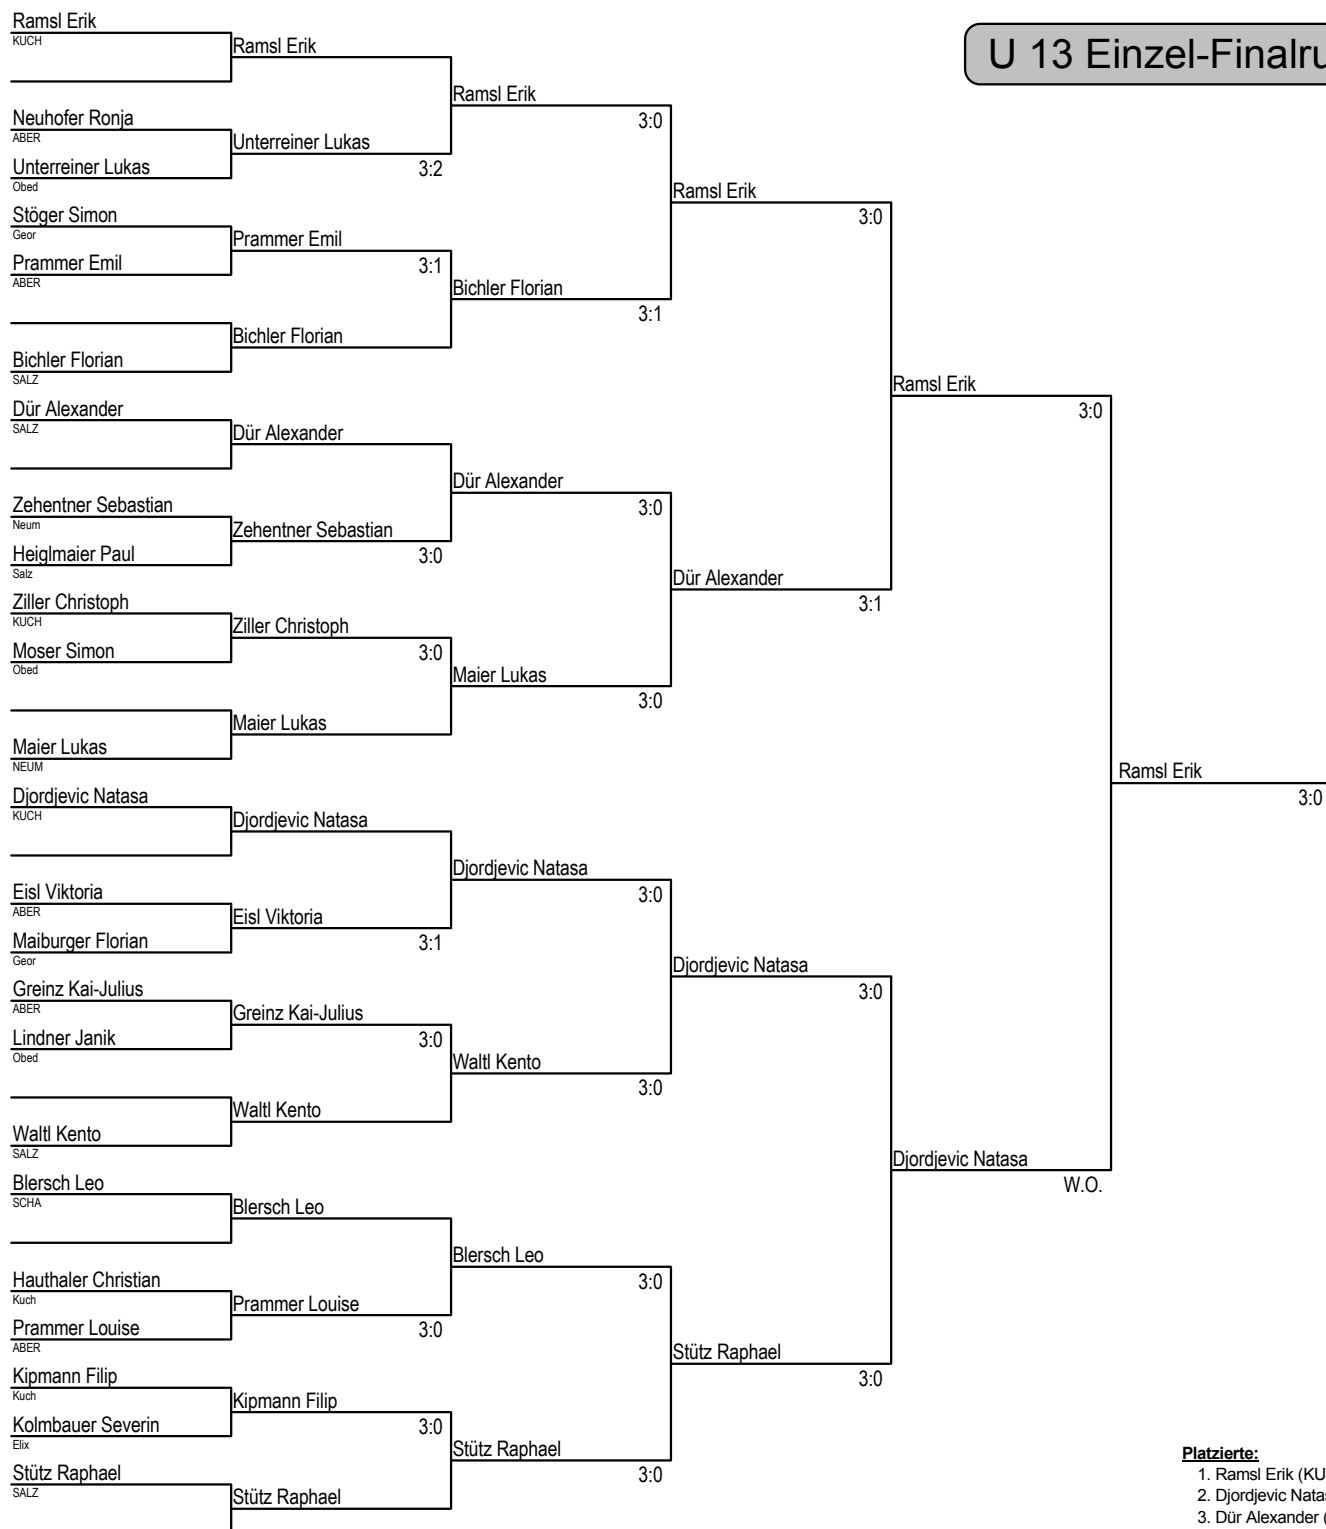 U 13 Einzel-Finalru
Ramsl Erik
KUCH
Neuhofer Ronja
ABER
Unterreiner Lukas
Obed
Stöger Simon
Geor
Prammer Emil
ABER
Bichler Florian
SALZ
Dür Alexander
SALZ
Zehentner Sebastian
Neum
Heiglmaier Paul
Salz
Ziller Christoph
KUCH
Moser Simon
Obed
Maier Lukas
NEUM
Djordjevic Natasa
KUCH
Eisl Viktoria
ABER
Maiburger Florian
Geor
Greinz Kai-Julius
ABER
Lindner Janik
Obed
Waltl Kento
SALZ
Blersch Leo
SCHA
Hauthaler Christian
Kuch
Prammer Louise
ABER
Kipmann Filip
Kuch
Kolmbauer Severin
Elix
Stütz Raphael
SALZ
Ramsl Erik
Unterreiner Lukas
3:2
Prammer Emil
3:1
Bichler Florian
Dür Alexander
Zehentner Sebastian
3:0
Ziller Christoph
3:0
Maier Lukas
Djordjevic Natasa
Eisl Viktoria
3:1
Greinz Kai-Julius
3:0
Waltl Kento
Blersch Leo
Prammer Louise
3:0
Kipmann Filip
3:0
Stütz Raphael
Ramsl Erik
3:0
Bichler Florian
3:1
Dür Alexander
3:0
Maier Lukas
3:0
Djordjevic Natasa
3:0
Waltl Kento
3:0
Blersch Leo
3:0
Stütz Raphael
3:0
Ramsl Erik
3:0
Dür Alexander
3:1
Djordjevic Natasa
3:0
Stütz Raphael
3:0
Ramsl Erik
3:0
Djordjevic Natasa
W.O.
Ramsl Erik
3:0
Platzierte:
1. Ramsl Erik (KU
2. Djordjevic Natas
3. Dür Alexander (